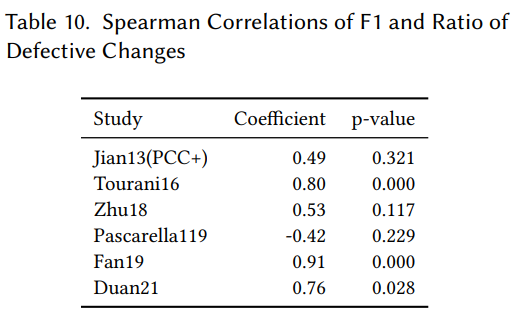 Table 10. Spearman Correlations of F1 and Ratio of
Defective Changes
Study Coefficient p-value
Jian13(PCC+) 0.49 0.321
Tourani16 0.80 0.000
Zhu18 0.53 0.117
Pascarella119 -0.42 0.229
Fan19 0.91 0.000
Duan21 0.76 0.028